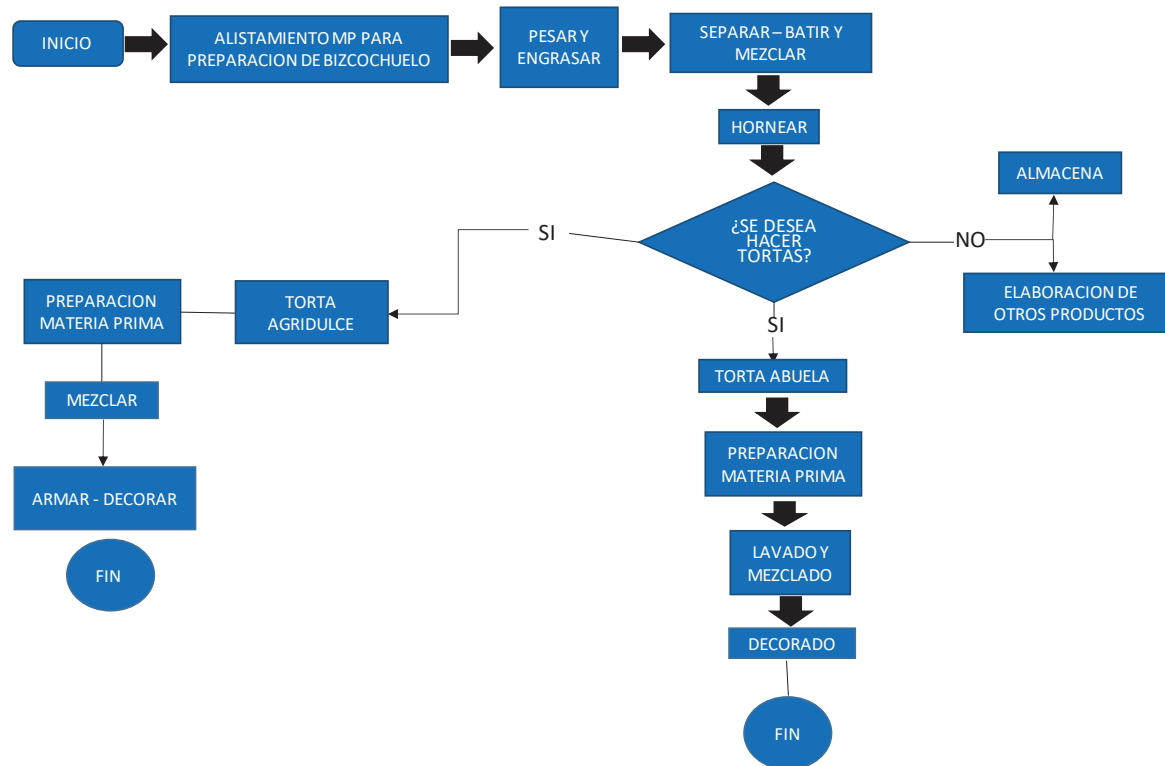 INICIO
ALISTAMIENTO MP PARA
PREPARACION DE BIZCOCHUELO
PESAR Y
ENGRASAR
SEPARAR – BATIR Y
MEZCLAR
HORNEAR
¿SE DESEA
HACER
TORTAS?
NO
ALMACENA
ELABORACION DE
OTROS PRODUCTOS
SI
TORTA
AGRIDULCE
PREPARACION
MATERIA PRIMA
MEZCLAR
ARMAR - DECORAR
FIN
SI
TORTA ABUELA
PREPARACION
MATERIA PRIMA
LAVADO Y
MEZCLADO
DECORADO
FIN